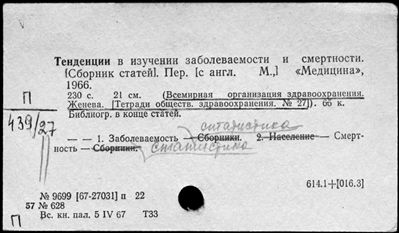 Тенденции в изучении заболеваемости и смертности.
[Сборник статей]. Пер. [с англ. М.,] «Медицина»,
1966.
230 с. 21 см. (Всемирная организация здравоохранения.
Женева. [Тетради обществ. здравоохранения. № 27]). 66 к.
Библиогр. в конце статей.
П
439/27
статистика
— — 1. Заболеваемость — Сборники. 2. Население — Смерт-
ность — Сборники. статистика
614.1+[016.3]
№ 9699 [67-27031] п 22
57 № 628
Вс. кн. пал. 5 IV 67 Т33
П